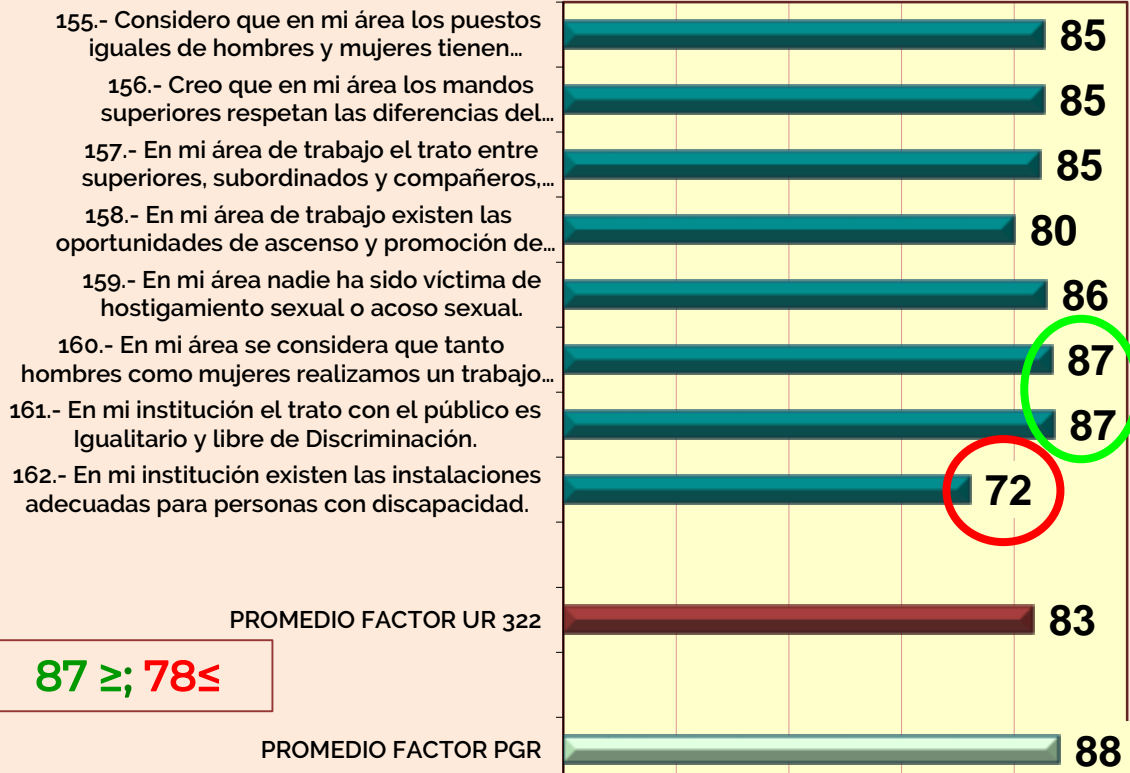 155.- Considero que en mi área los puestos
iguales de hombres y mujeres tienen…
85
156.- Creo que en mi área los mandos
superiores respetan las diferencias del…
85
157.- En mi área de trabajo el trato entre
superiores, subordinados y compañeros,…
85
158.- En mi área de trabajo existen las
oportunidades de ascenso y promoción de…
80
159.- En mi área nadie ha sido víctima de
hostigamiento sexual o acoso sexual.
86
160.- En mi área se considera que tanto
hombres como mujeres realizamos un trabajo…
87
161.- En mi institución el trato con el público es
Igualitario y libre de Discriminación.
87
162.- En mi institución existen las instalaciones
adecuadas para personas con discapacidad.
72
PROMEDIO FACTOR UR 322
83
87 ≥; 78≤
PROMEDIO FACTOR PGR
88